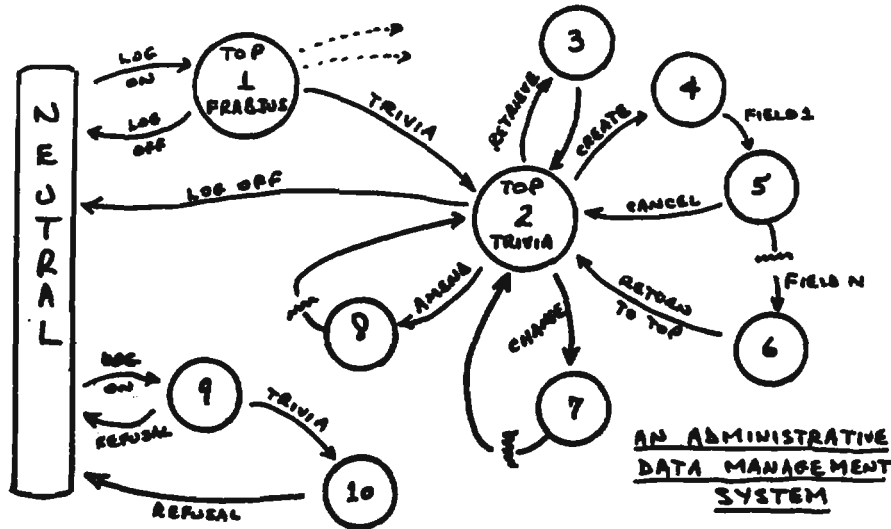 NEUTRAL
LOG
ON
LOG
OFF
TOP
1
FRABJUS
TRIVIA
LOG OFF
TOP
2
TRIVIA
RETRIEVE
3
CREATE
4
FIELD 1
5
CANCEL
FIELD N
6
RETURN
TO TOP
CHANGE
7
AMEND
8
LOG
ON
REFUSAL
9
TRIVIA
10
REFUSAL
AN ADMINISTRATIVE
DATA MANAGEMENT
SYSTEM